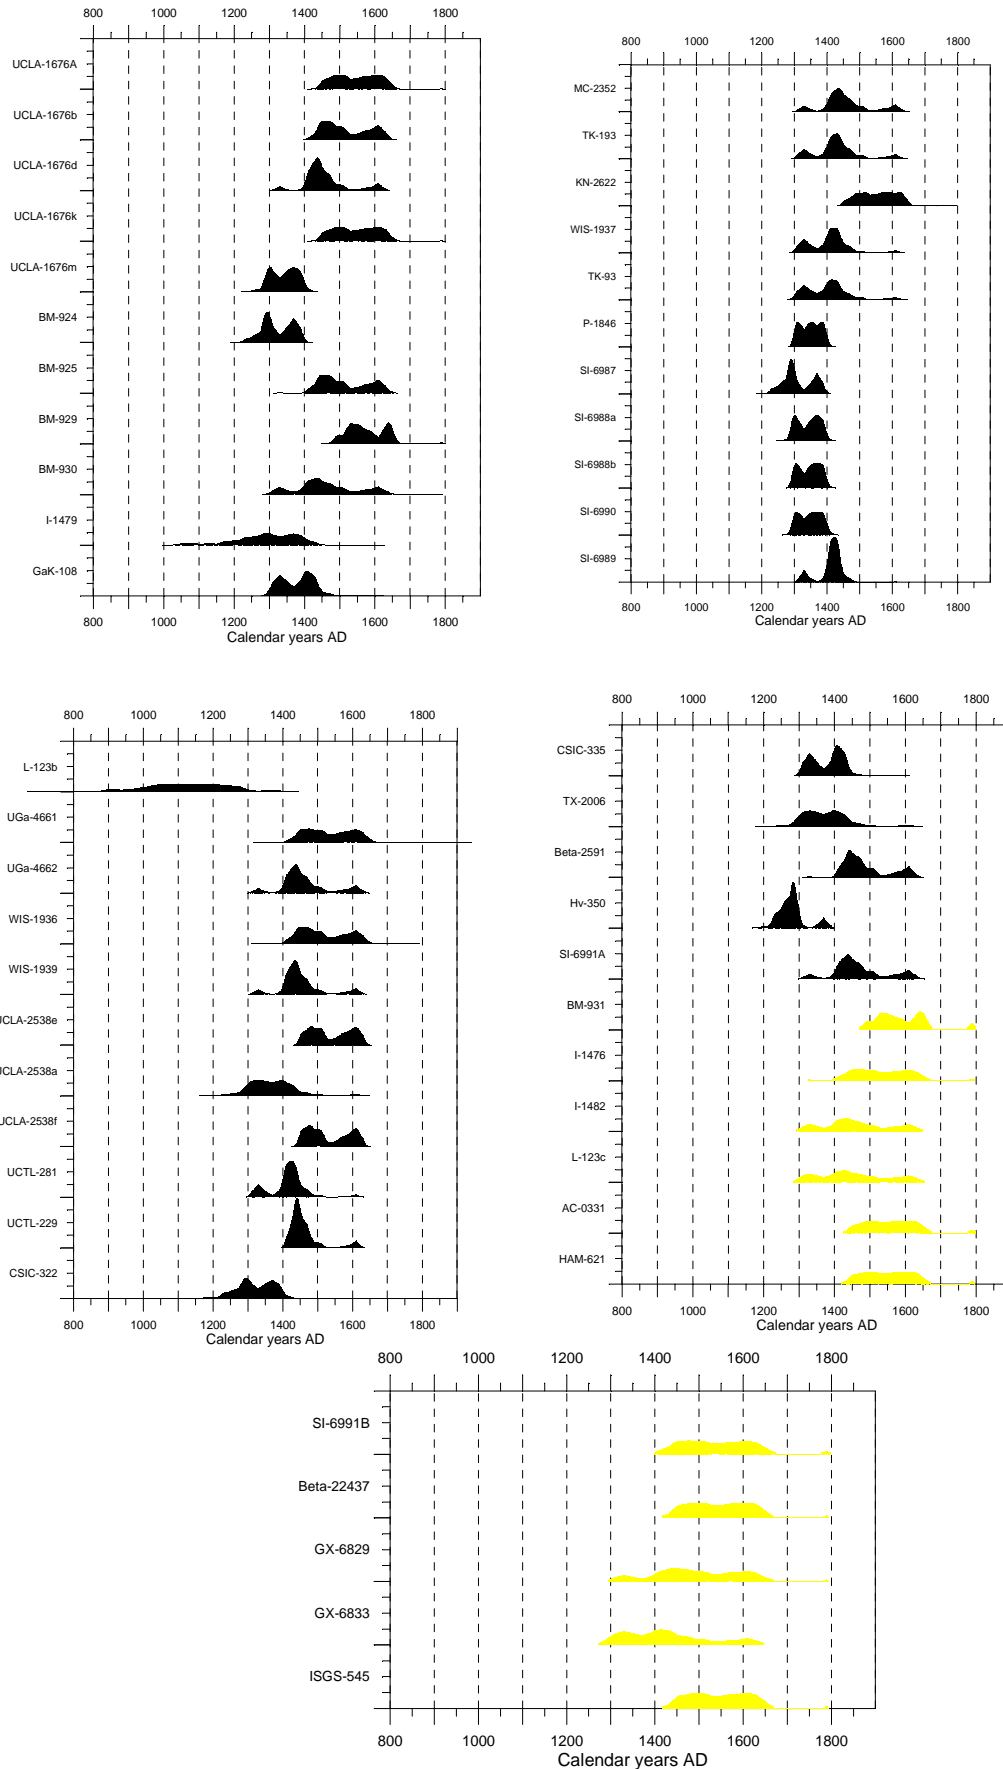 800 1000 1200 1400 1600 1800
UCLA-1676A
UCLA-1676b
UCLA-1676d
UCLA-1676k
UCLA-1676m
BM-924
BM-925
BM-929
BM-930
I-1479
GaK-108
800 1000 1200 1400 1600 1800
Calendar years AD
800 1000 1200 1400 1600 1800
MC-2352
TK-193
KN-2622
WIS-1937
TK-93
P-1846
SI-6987
SI-6988a
SI-6988b
SI-6990
SI-6989
800 1000 1200 1400 1600 1800
Calendar years AD
800 1000 1200 1400 1600 1800
L-123b
UGa-4661
UGa-4662
WIS-1936
WIS-1939
UCLA-2538e
UCLA-2538a
UCLA-2538f
UCTL-281
UCTL-229
CSIC-322
800 1000 1200 1400 1600 1800
Calendar years AD
800 1000 1200 1400 1600 1800
CSIC-335
TX-2006
Beta-2591
Hv-350
SI-6991A
BM-931
I-1476
I-1482
L-123c
AC-0331
HAM-621
800 1000 1200 1400 1600 1800
Calendar years AD
800 1000 1200 1400 1600 1800
SI-6991B
Beta-22437
GX-6829
GX-6833
ISGS-545
800 1000 1200 1400 1600 1800
Calendar years AD